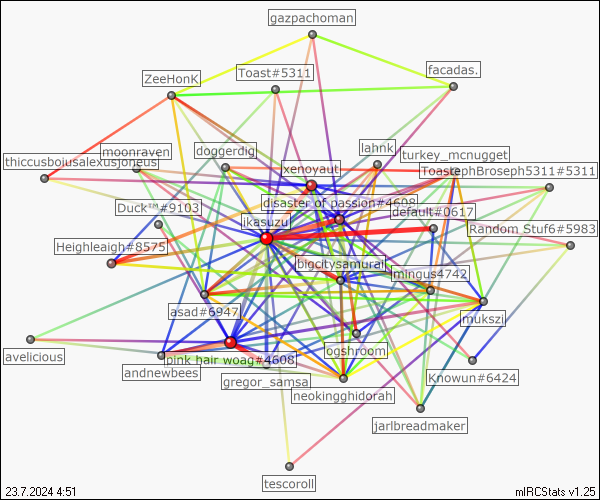 gazpachoman
facadas.
Toast#5311
ZeeHonK
lahnk
doggerdig
turkey_mcnugget
moonraven
thiccusbojusalexusjoneus
xenoyaut
ToastephBroseph5311#5311
disaster of passion#4608
Duck™#9103
default#0617
ikasuzu
Random Stuf6#5983
Heighleaigh#8575
bigcitysamurai
lmingus4742
asad#6947
mukszi
ogshroom
avelicious
pink hair woag#4608
andnewbees
Knowun#6424
gregor_samsa
neokingghidorah
jarlbreadmaker
tescoroll
23.7.2024 4:51
mIRCStats v1.25